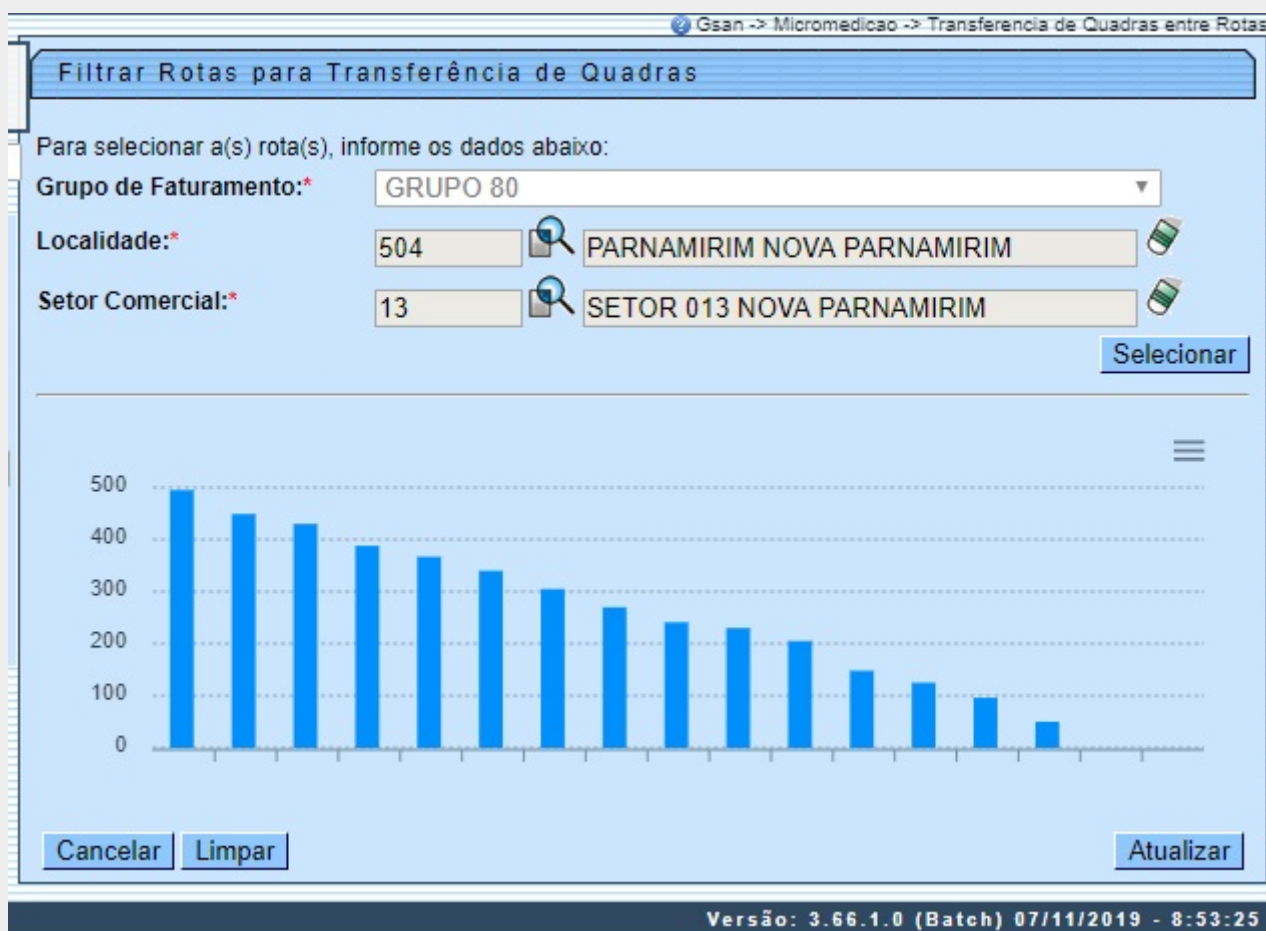 Gsan -> Micromedicao -> Transferencia de Quadras entre Rotas
Filtrar Rotas para Transferência de Quadras
Para selecionar a(s) rota(s), informe os dados abaixo:
Grupo de Faturamento:* GRUPO 80
Localidade:* 504 PARNAMIRIM NOVA PARNAMIRIM
Setor Comercial:* 13 SETOR 013 NOVA PARNAMIRIM
Selecionar
500
400
300
200
100
0
Cancelar Limpar Atualizar
Versão: 3.66.1.0 (Batch) 07/11/2019 - 8:53:25